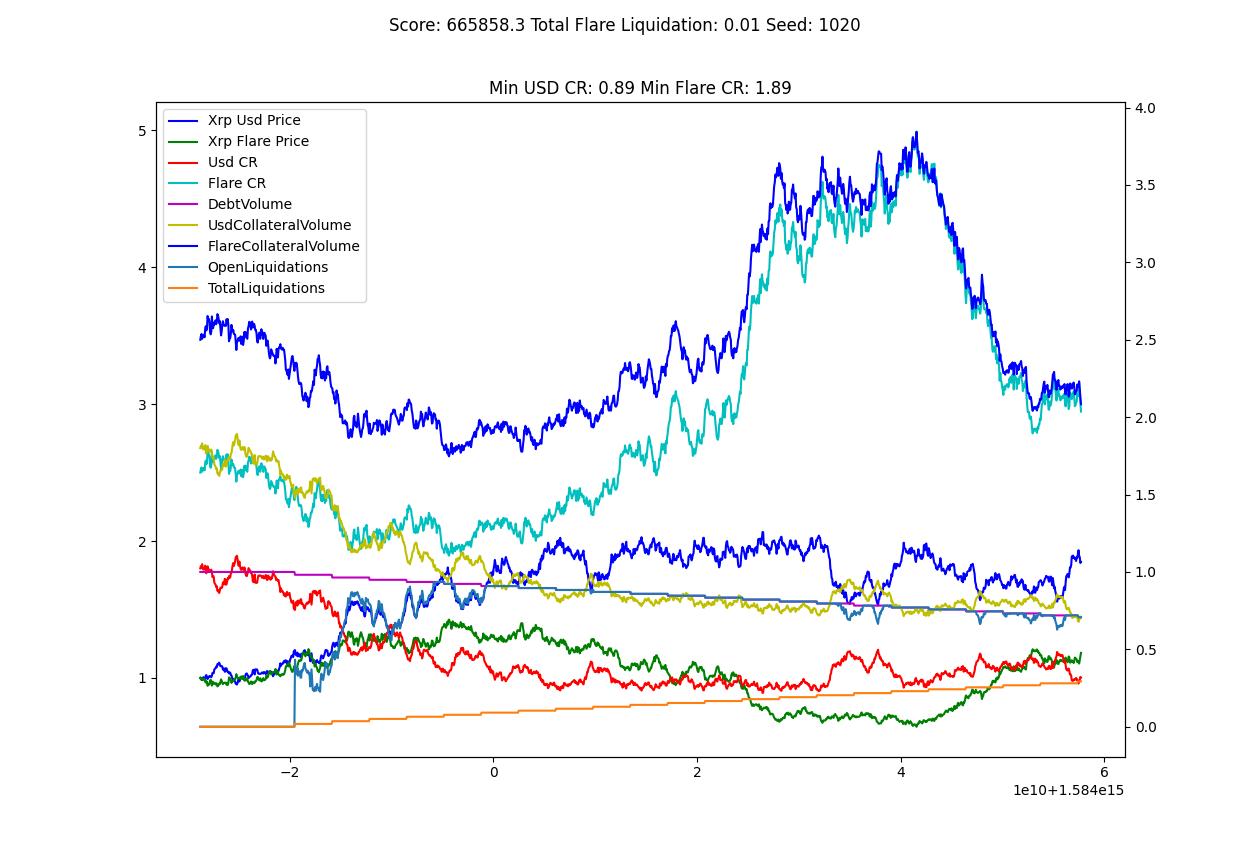 Score: 665858.3 Total Flare Liquidation: 0.01 Seed: 1020
Min USD CR: 0.89 Min Flare CR: 1.89
Xrp Usd Price
Xrp Flare Price
Usd CR
Flare CR
DebtVolume
UsdCollateralVolume
FlareCollateralVolume
OpenLiquidations
TotalLiquidations
5
4
3
2
1
4.0
3.5
3.0
2.5
2.0
1.5
1.0
0.5
0.0
−2
0
2
4
6
1e10+1.584e15